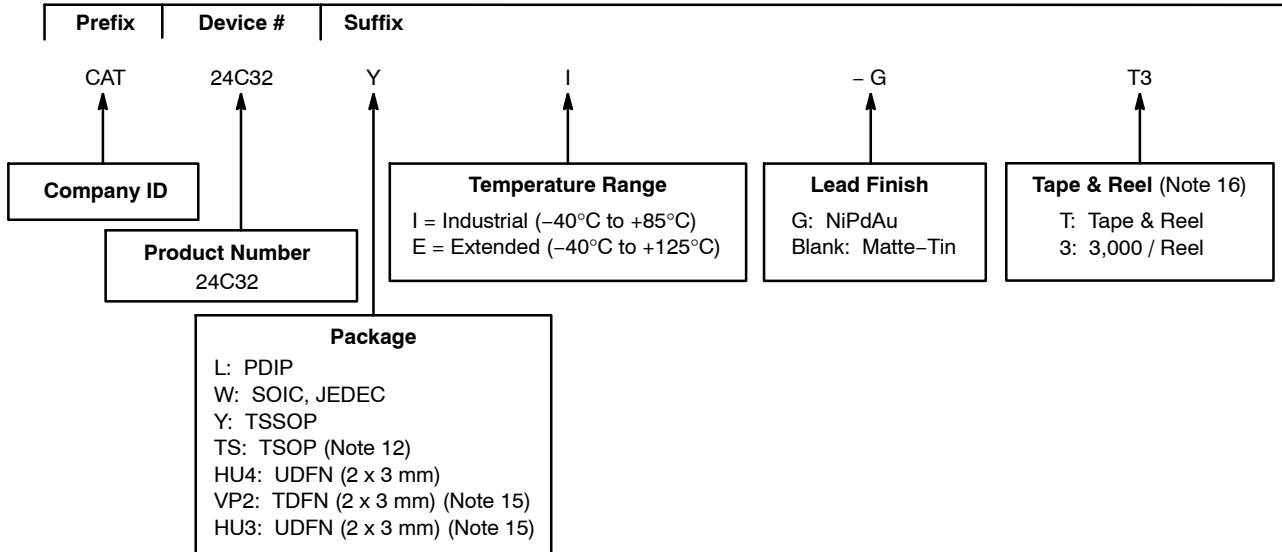 Prefix Device # Suffix
CAT 24C32 Y I – G T3
Company ID
Product Number
24C32
Package
L: PDIP
W: SOIC, JEDEC
Y: TSSOP
TS: TSOP (Note 12)
HU4: UDFN (2 x 3 mm)
VP2: TDFN (2 x 3 mm) (Note 15)
HU3: UDFN (2 x 3 mm) (Note 15)
Temperature Range
I = Industrial (−40°C to +85°C)
E = Extended (−40°C to +125°C)
Lead Finish
G: NiPdAu
Blank: Matte−Tin
Tape & Reel (Note 16)
T: Tape & Reel
3: 3,000 / Reel